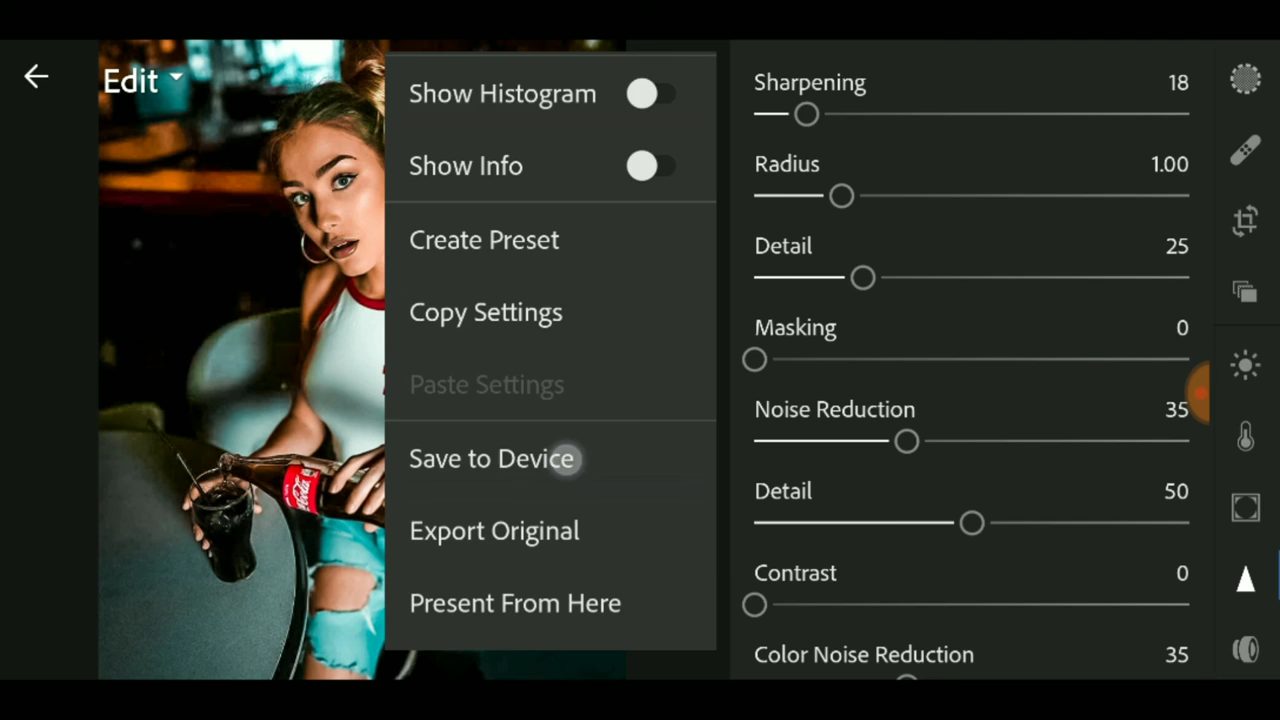 Edit
Show Histogram
Show Info
Create Preset
Copy Settings
Paste Settings
Save to Device
Export Original
Present From Here
Sharpening 18
Radius 1.00
Detail 25
Masking 0
Noise Reduction 35
Detail 50
Contrast 0
Color Noise Reduction 35
Coca-Cola